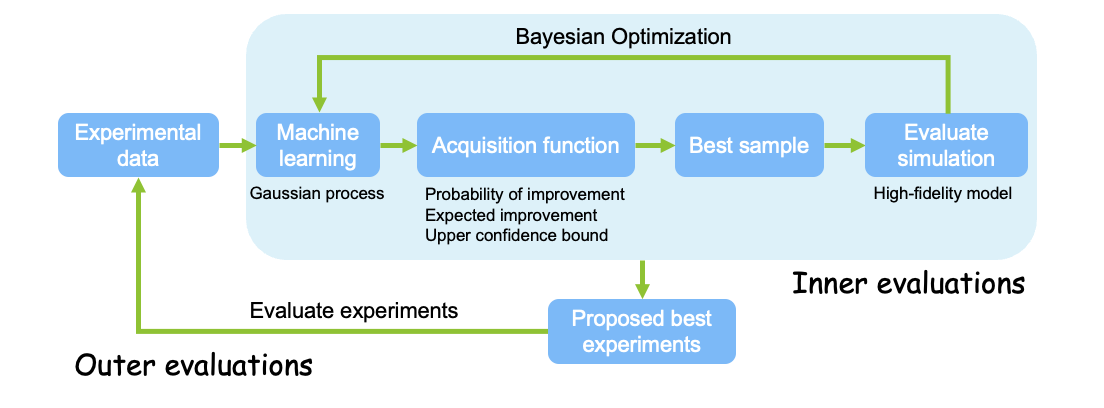 Bayesian Optimization
Experimental
data
Machine
learning
Acquisition function
Best sample
Evaluate
simulation
Gaussian process
Probability of improvement
Expected improvement
Upper confidence bound
High-fidelity model
Inner evaluations
Evaluate experiments
Proposed best
experiments
Outer evaluations